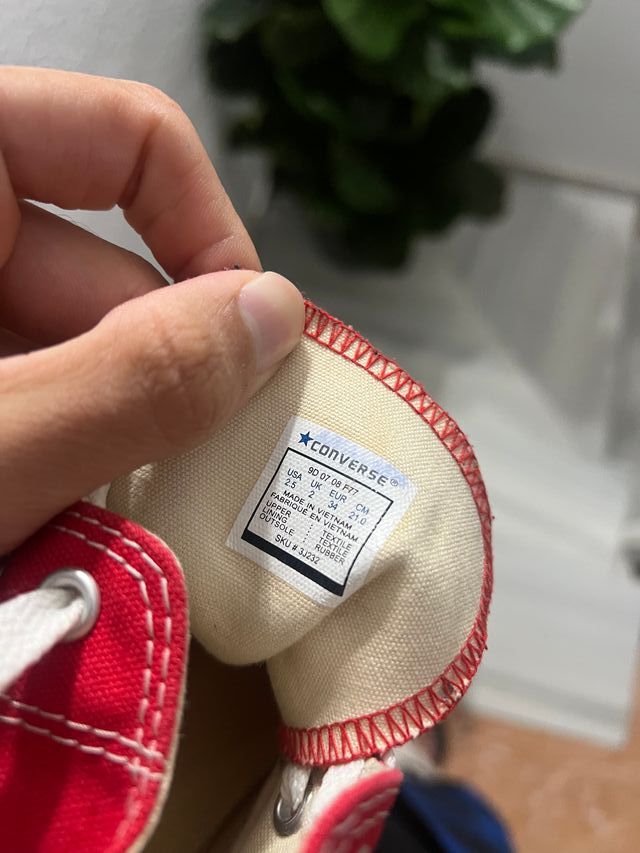 ★CONVERSE®
9D 07.08 F77
USA UK EUR CM
2.5 2 34 21.0
MADE IN VIETNAM
FABRIQUÉ EN VIETNAM
UPPER : TEXTILE
LINING : TEXTILE
OUTSOLE : RUBBER
SKU # 3J232